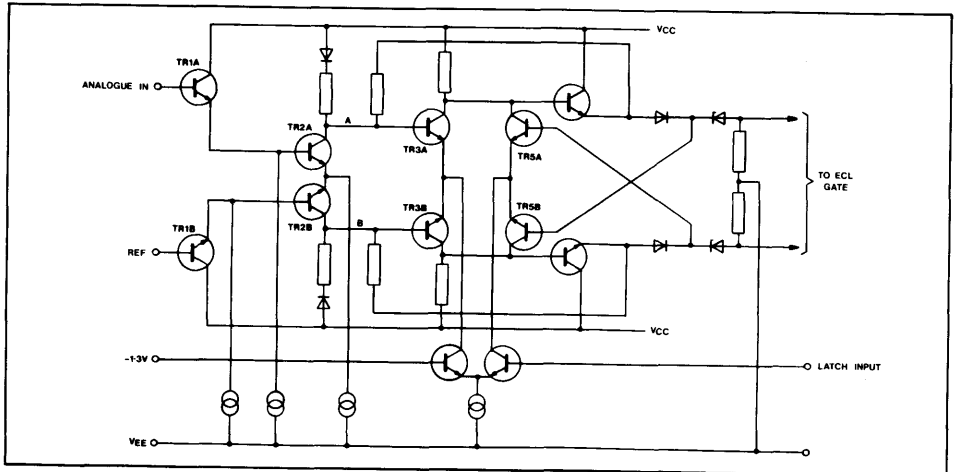 VCC
TR1A
ANALOGUE IN
A
TR2A
TR3A
TR5A
TO ECL
GATE
TR3B
TR5B
TR1B
TR2B
B
REF
VCC
-1·3V
LATCH INPUT
VEE